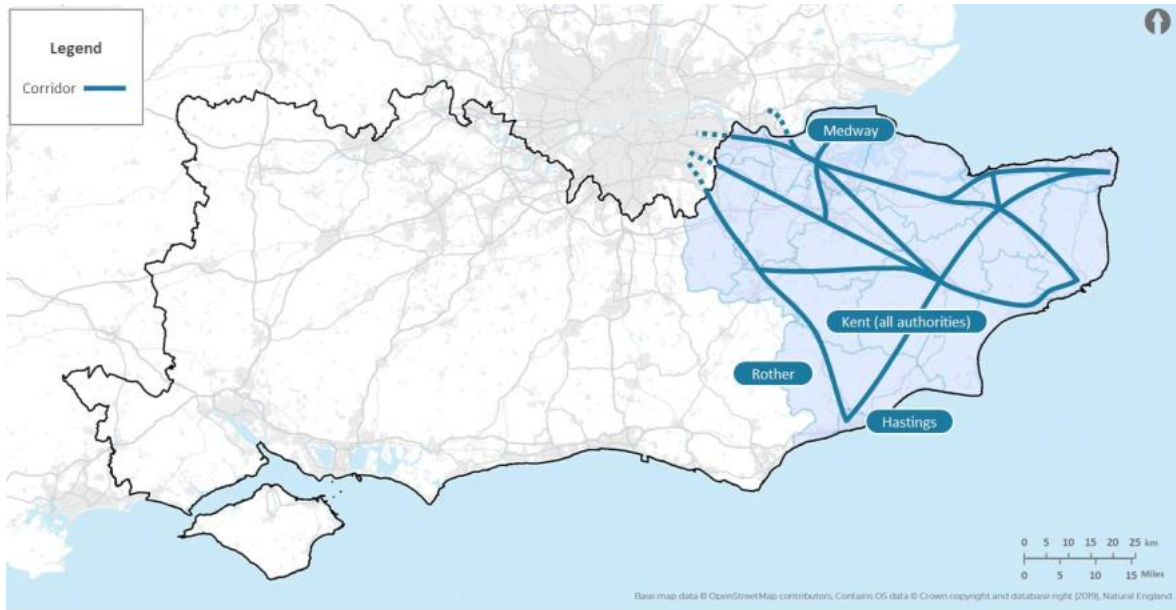 Legend
Corridor
Medway
Kent (all authorities)
Rother
Hastings
0 5 10 15 20 25 km
0 5 10 15 Miles
Base map data © OpenStreetMap contributors, Contains OS data © Crown copyright and database right (2019), Natural England